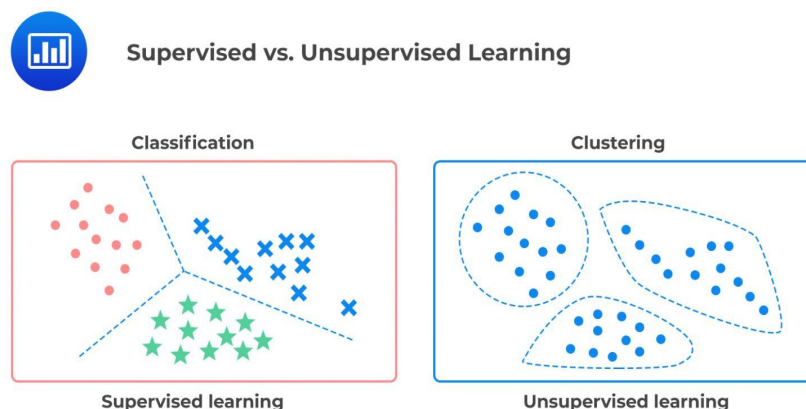 Supervised vs. Unsupervised Learning
Classification
Clustering
Supervised learning
Unsupervised learning